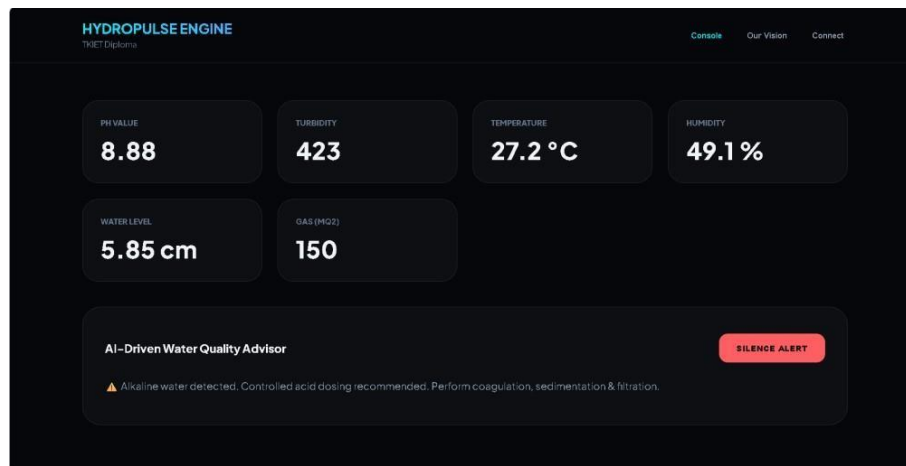 HYDROPULSE ENGINE
TKIET Diploma
Console Our Vision Connect
PH VALUE
8.88
TURBIDITY
423
TEMPERATURE
27.2 °C
HUMIDITY
49.1 %
WATER LEVEL
5.85 cm
GAS (MQ2)
150
AI-Driven Water Quality Advisor
SILENCE ALERT
⚠ Alkaline water detected. Controlled acid dosing recommended. Perform coagulation, sedimentation & filtration.